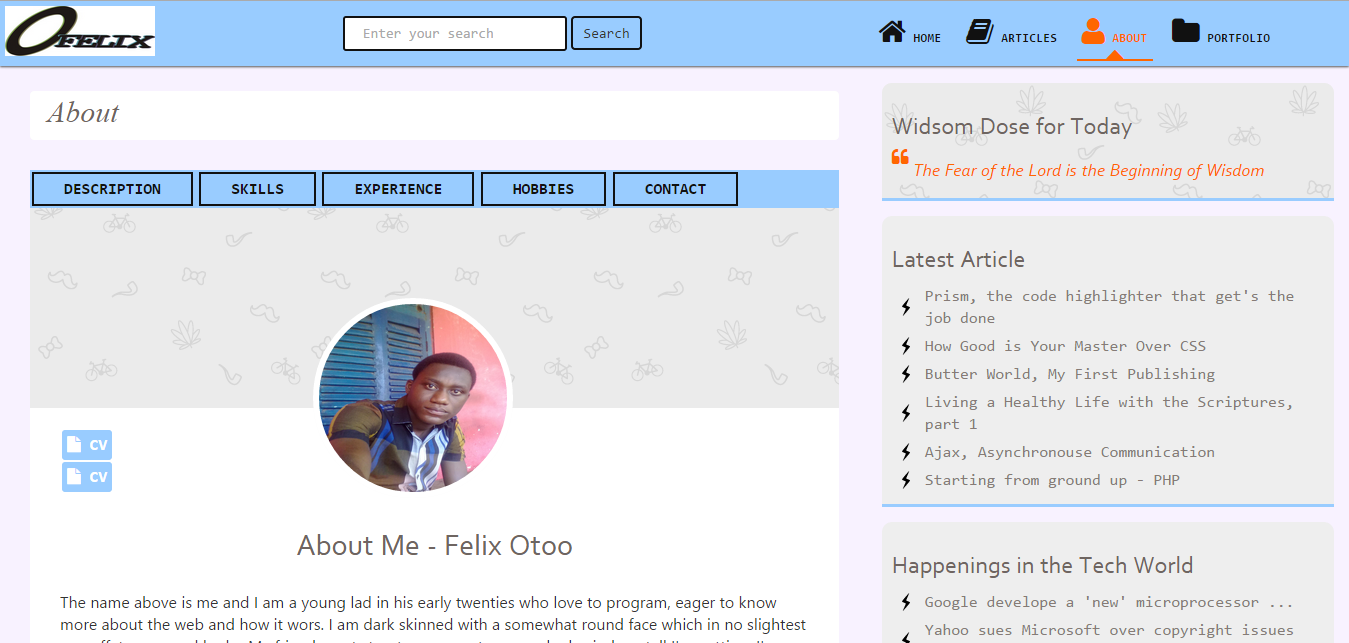 OFELIX
Enter your search
Search
HOME
ARTICLES
ABOUT
PORTFOLIO
About
DESCRIPTION
SKILLS
EXPERIENCE
HOBBIES
CONTACT
CV
CV
About Me - Felix Otoo
The name above is me and I am a young lad in his early twenties who love to program, eager to know
more about the web and how it wors. I am dark skinned with a somewhat round face which in no slightest
Widsom Dose for Today
The Fear of the Lord is the Beginning of Wisdom
Latest Article
Prism, the code highlighter that get's the
job done
How Good is Your Master Over CSS
Butter World, My First Publishing
Living a Healthy Life with the Scriptures,
part 1
Ajax, Asynchronouse Communication
Starting from ground up - PHP
Happenings in the Tech World
Google develope a 'new' microprocessor ...
Yahoo sues Microsoft over copyright issues